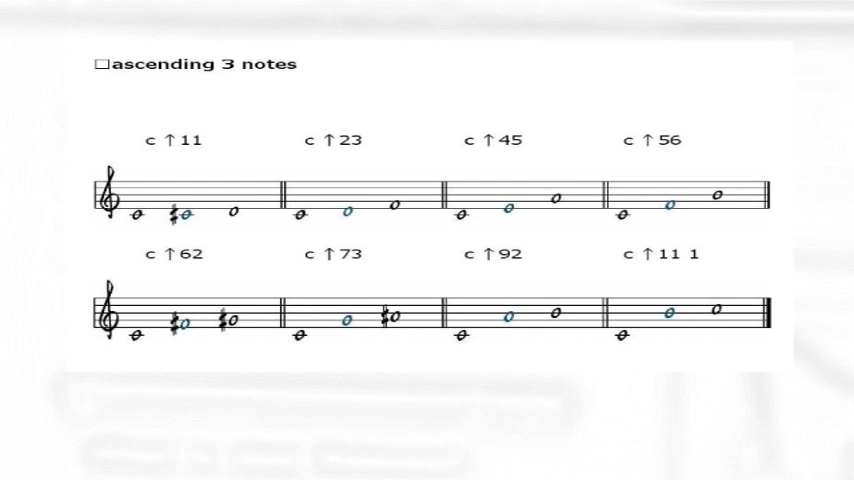 □ascending 3 notes
c ↑11 c ↑23 c ↑45 c ↑56
c ↑62 c ↑73 c ↑92 c ↑11 1